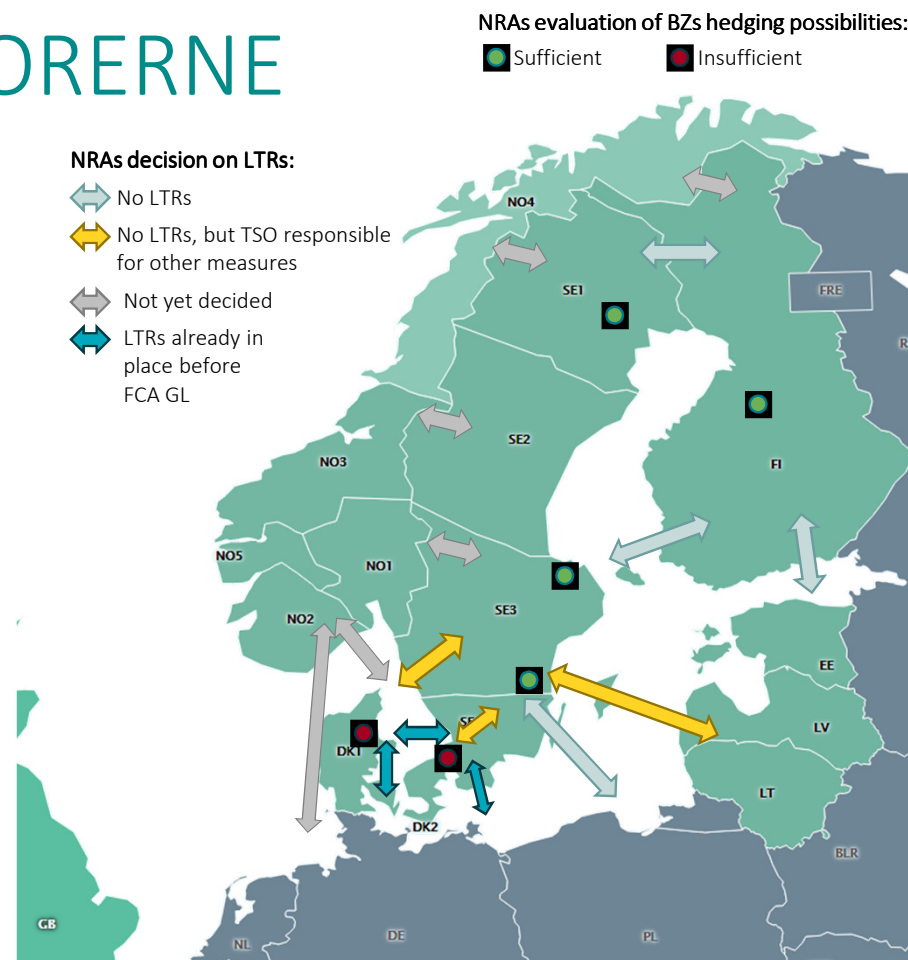 ORERNE
NRAs evaluation of BZs hedging possibilities:
Sufficient
Insufficient
NRAs decision on LTRs:
No LTRs
No LTRs, but TSO responsible
for other measures
Not yet decided
LTRs already in
place before
FCA GL
NO4
SE1
FRE
R
SE2
NO3
FI
NO5
NO1
SE3
NO2
EE
SE
LV
DK1
LT
DK2
BLR
GB
NL
DE
PL